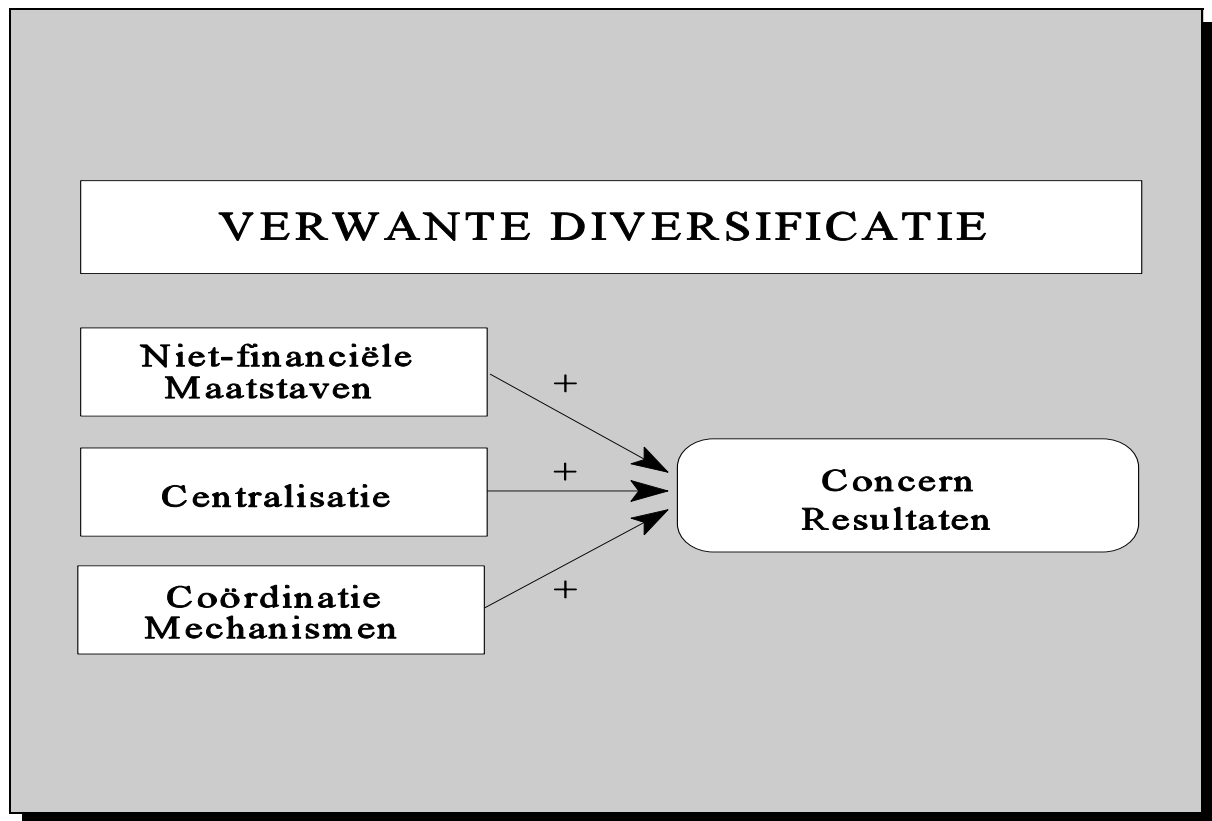 VERWANTE DIVERSIFICATIE
Niet-financiële
Maatstaven
+
Centralisatie
+
Coördinatie
Mechanismen
+
Concern
Resultaten